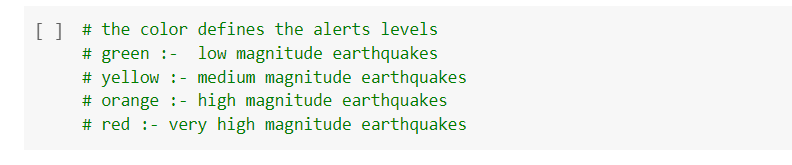 [ ] # the color defines the alerts levels
# green :-  low magnitude earthquakes
# yellow :- medium magnitude earthquakes
# orange :- high magnitude earthquakes
# red :- very high magnitude earthquakes